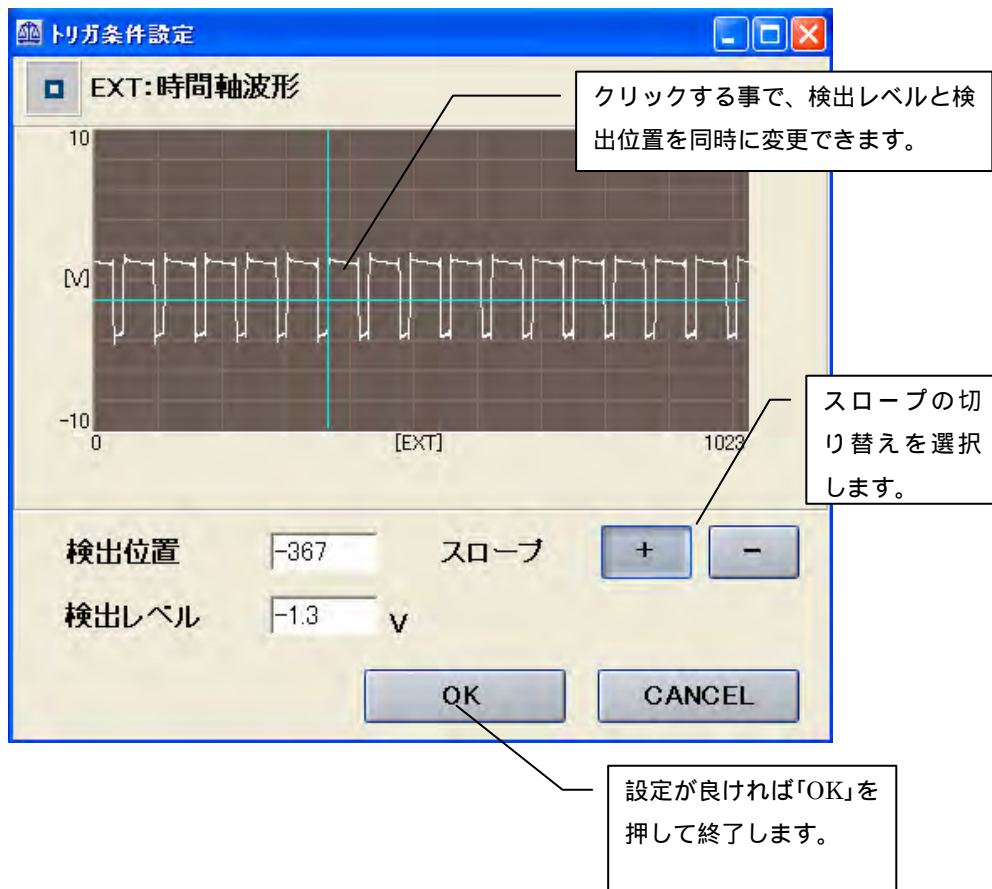 トリガ条件設定
EXT:時間軸波形
クリックする事で、検出レベルと検
出位置を同時に変更できます。
10
[V]
-10
0
[EXT]
1023
スロープの切
り替えを選択
します。
検出位置
-367
スロープ
+
-
検出レベル
-1.3
V
OK
CANCEL
設定が良ければ「OK」を
押して終了します。